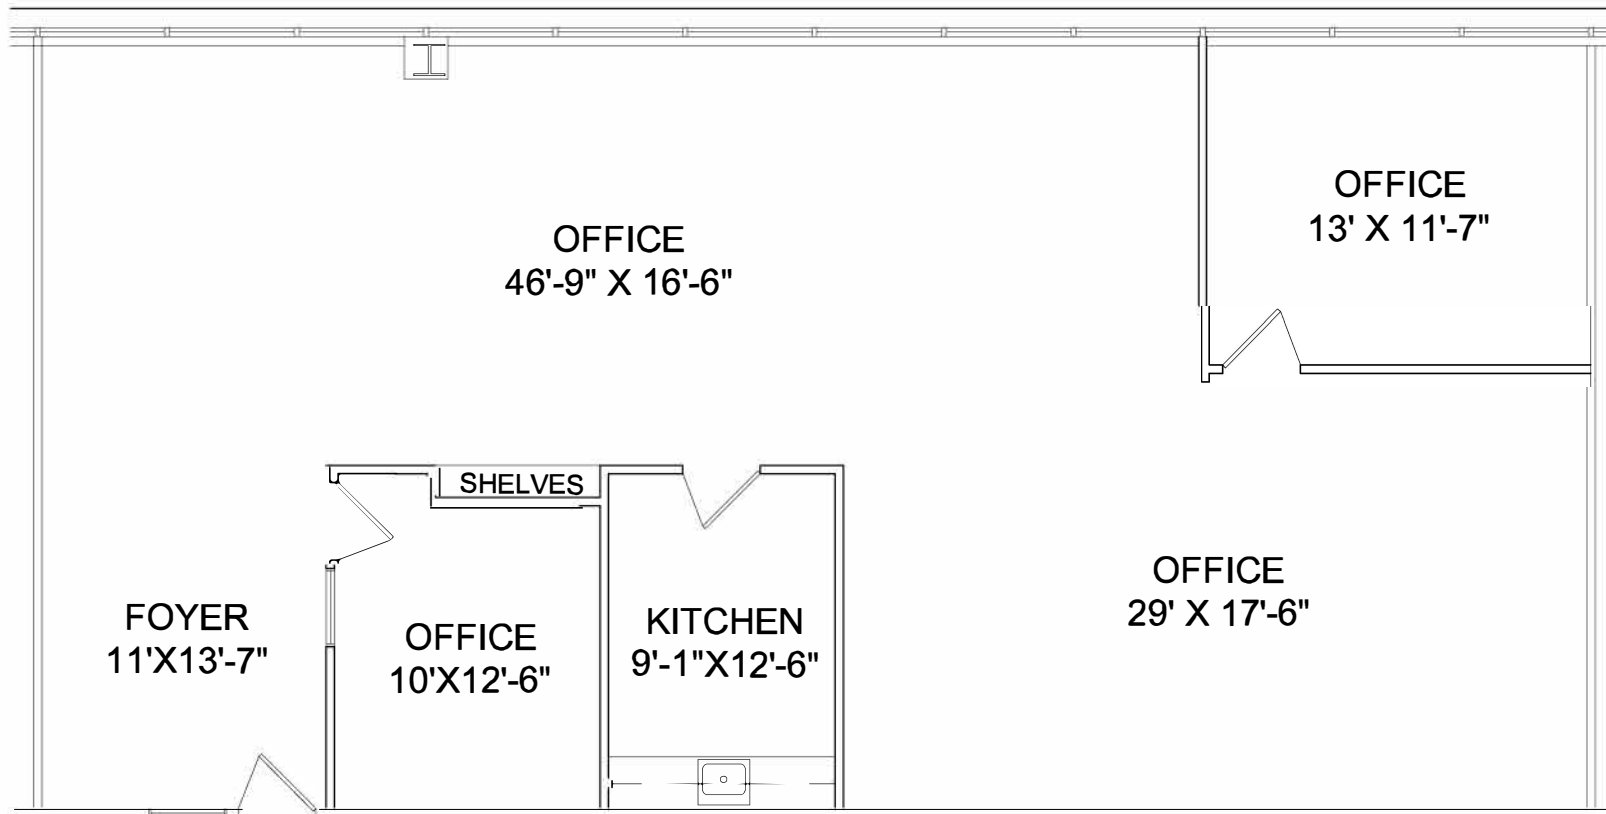 OFFICE
13' X 11'-7"
OFFICE
46'-9" X 16'-6"
SHELVES
OFFICE
29' X 17'-6"
FOYER
11'X13'-7"
OFFICE
10'X12'-6"
KITCHEN
9'-1"X12'-6"